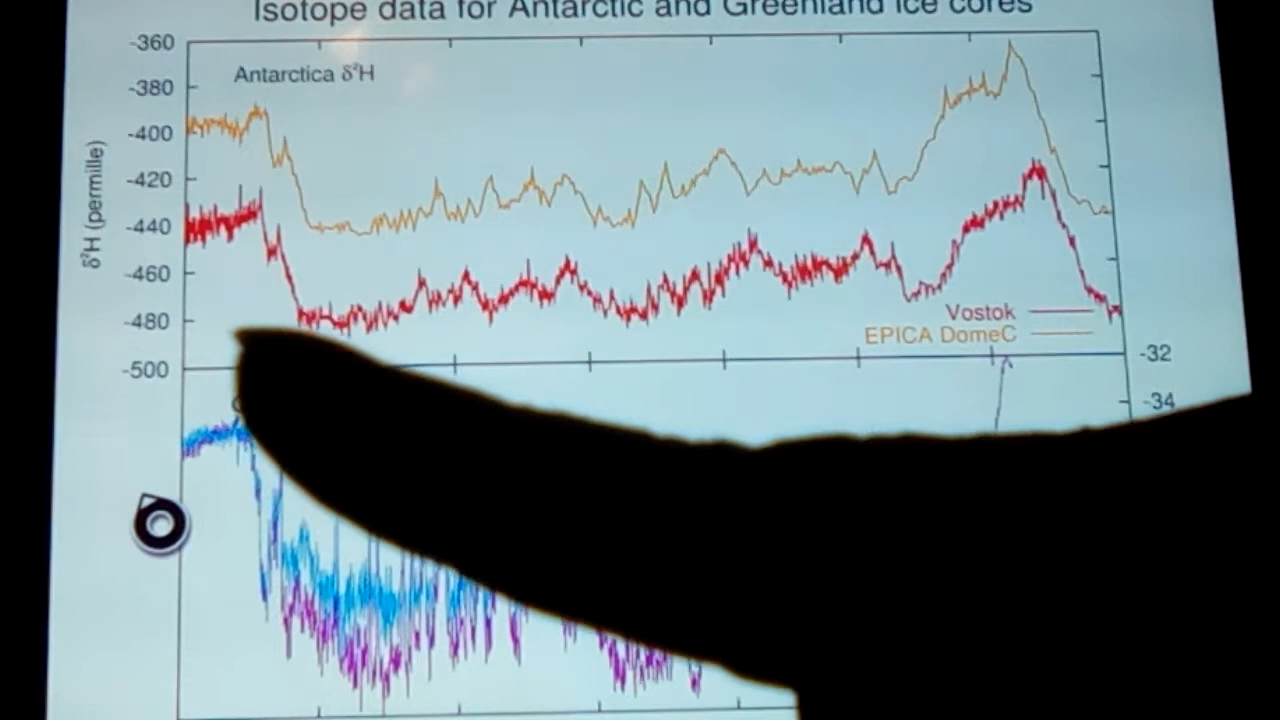 Isotope data for Antarctic and Greenland ice cores
-360
Antarctica δ²H
-380
-400
-420
-440
-460
-480
-500
δ²H (permille)
Vostok
EPICA DomeC
-32
-34